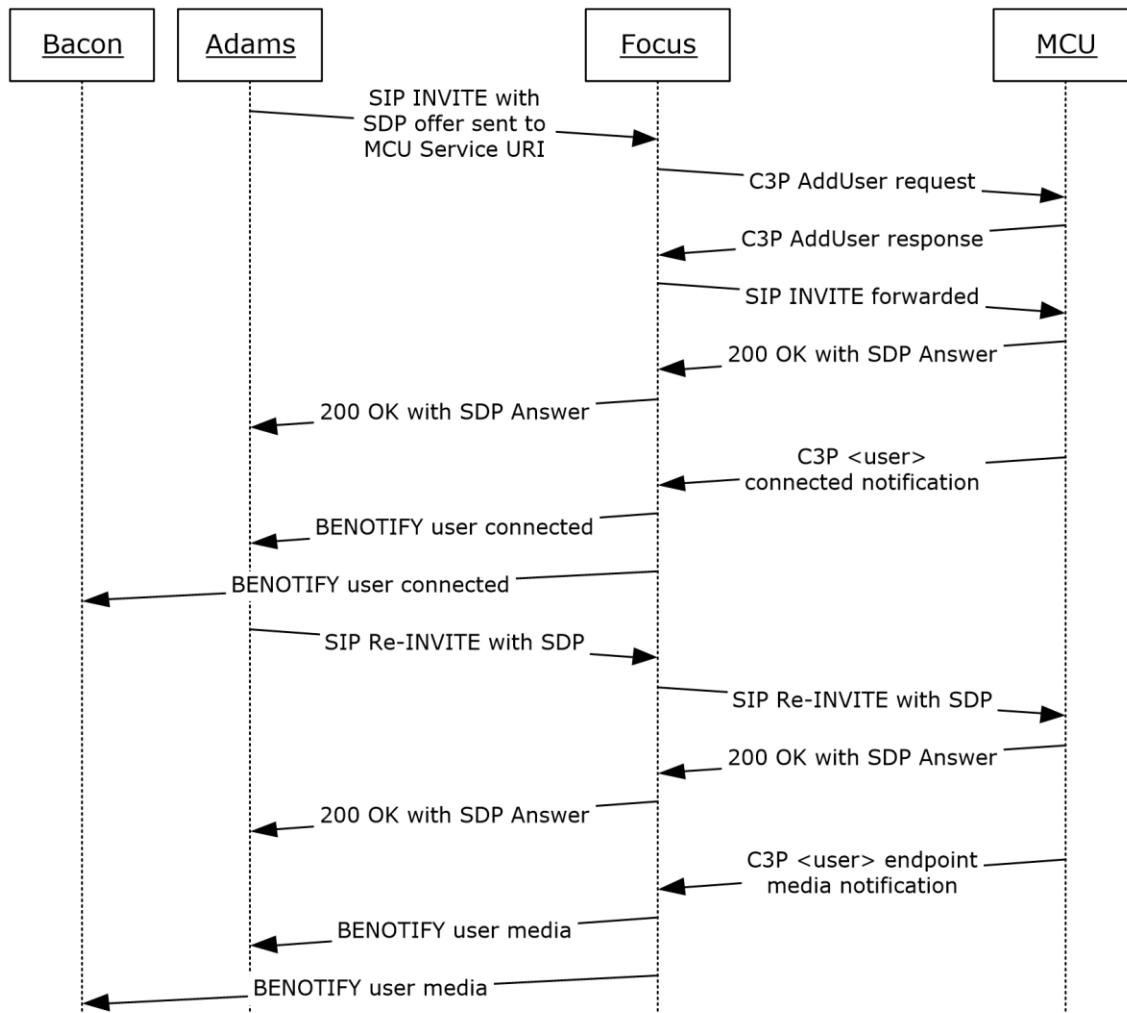 Bacon
Adams
Focus
MCU
SIP INVITE with
SDP offer sent to
MCU Service URI
C3P AddUser request
C3P AddUser response
SIP INVITE forwarded
200 OK with SDP Answer
200 OK with SDP Answer
C3P <user>
connected notification
BENOTIFY user connected
BENOTIFY user connected
SIP Re-INVITE with SDP
SIP Re-INVITE with SDP
200 OK with SDP Answer
200 OK with SDP Answer
C3P <user> endpoint
media notification
BENOTIFY user media
BENOTIFY user media